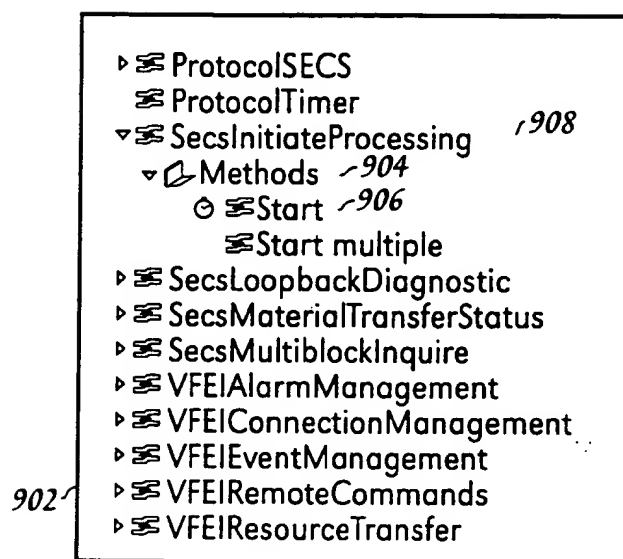 ProtocolSECS
ProtocolTimer
SecsInitiateProcessing 908
Methods 904
Start 906
Start multiple
SecsLoopbackDiagnostic
SecsMaterialTransferStatus
SecsMultiblockInquire
VFEIAlarmManagement
VFEIConnectionManagement
VFEIEventManagement
902 VFEIRemoteCommands
VFEIResourceTransfer